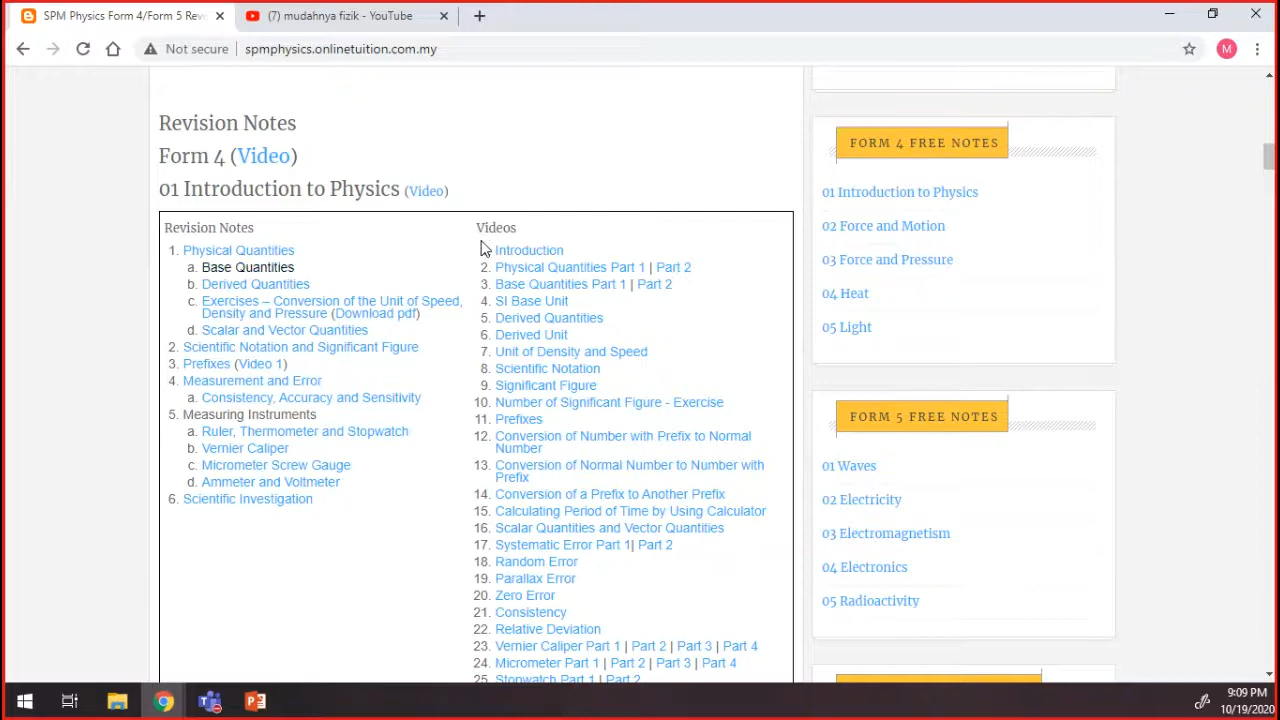 SPM Physics Form 4/Form 5 Revi
(7) mudahnya fizik - YouTube
Not secure
spmphysics.onlinetuition.com.my
M
Revision Notes
Form 4 (Video)
01 Introduction to Physics (Video)
Revision Notes
1. Physical Quantities
a. Base Quantities
b. Derived Quantities
c. Exercises – Conversion of the Unit of Speed,
Density and Pressure (Download pdf)
d. Scalar and Vector Quantities
2. Scientific Notation and Significant Figure
3. Prefixes (Video 1)
4. Measurement and Error
a. Consistency, Accuracy and Sensitivity
5. Measuring Instruments
a. Ruler, Thermometer and Stopwatch
b. Vernier Caliper
c. Micrometer Screw Gauge
d. Ammeter and Voltmeter
6. Scientific Investigation
Videos
Introduction
2. Physical Quantities Part 1 | Part 2
3. Base Quantities Part 1 | Part 2
4. SI Base Unit
5. Derived Quantities
6. Derived Unit
7. Unit of Density and Speed
8. Scientific Notation
9. Significant Figure
10. Number of Significant Figure - Exercise
11. Prefixes
12. Conversion of Number with Prefix to Normal
Number
13. Conversion of Normal Number to Number with
Prefix
14. Conversion of a Prefix to Another Prefix
15. Calculating Period of Time by Using Calculator
16. Scalar Quantities and Vector Quantities
17. Systematic Error Part 1| Part 2
18. Random Error
19. Parallax Error
20. Zero Error
21. Consistency
22. Relative Deviation
23. Vernier Caliper Part 1 | Part 2 | Part 3 | Part 4
24. Micrometer Part 1 | Part 2 | Part 3 | Part 4
25. Stopwatch Part 1 | Part 2
FORM 4 FREE NOTES
01 Introduction to Physics
02 Force and Motion
03 Force and Pressure
04 Heat
05 Light
FORM 5 FREE NOTES
01 Waves
02 Electricity
03 Electromagnetism
04 Electronics
05 Radioactivity
9:09 PM
10/19/2020